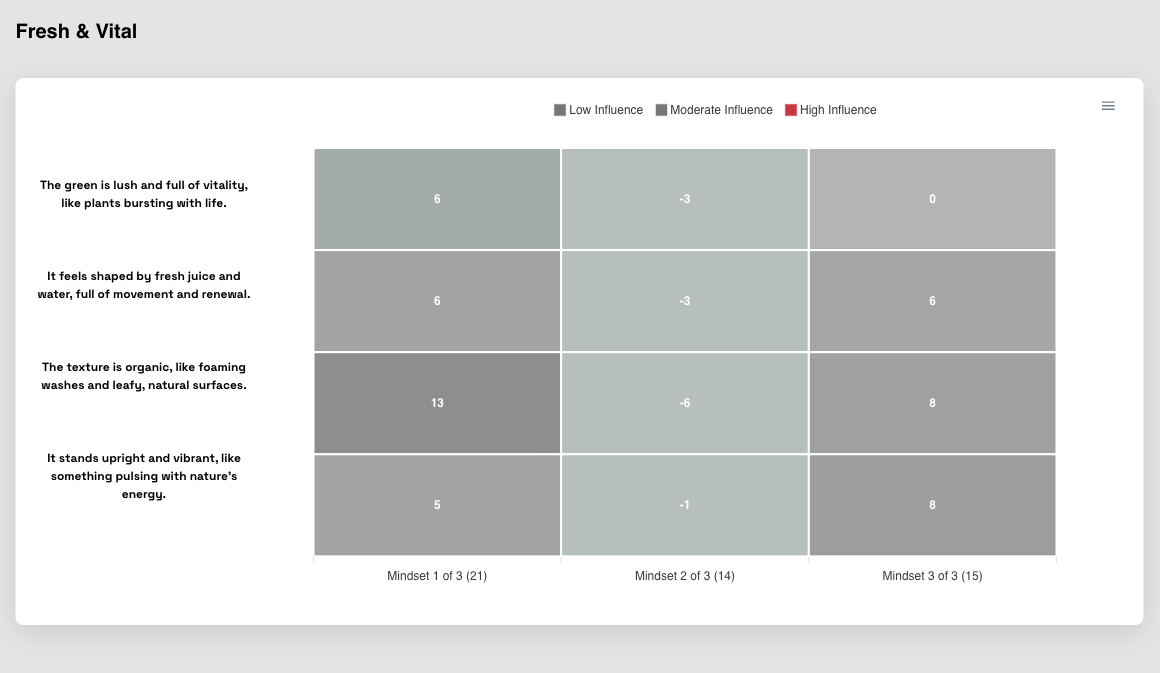 Fresh & Vital
Low Influence
Moderate Influence
High Influence
The green is lush and full of vitality,
like plants bursting with life.
6
-3
0
It feels shaped by fresh juice and
water, full of movement and renewal.
6
-3
6
The texture is organic, like foaming
washes and leafy, natural surfaces.
13
-6
8
It stands upright and vibrant, like
something pulsing with nature's
energy.
5
-1
8
Mindset 1 of 3 (21)
Mindset 2 of 3 (14)
Mindset 3 of 3 (15)